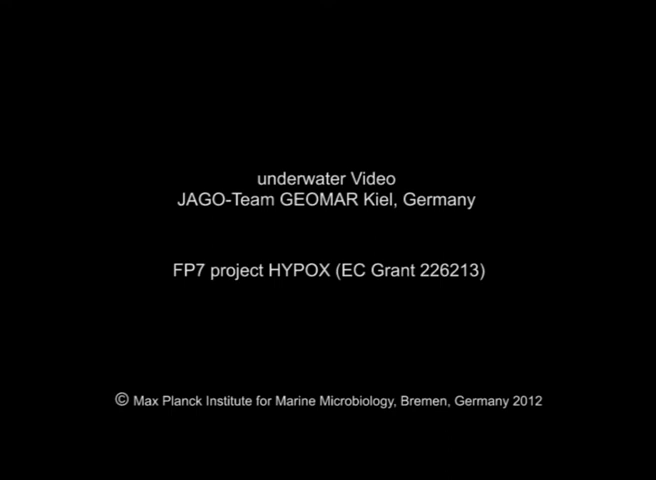 underwater Video
JAGO-Team GEOMAR Kiel, Germany
FP7 project HYPOX (EC Grant 226213)
© Max Planck Institute for Marine Microbiology, Bremen, Germany 2012